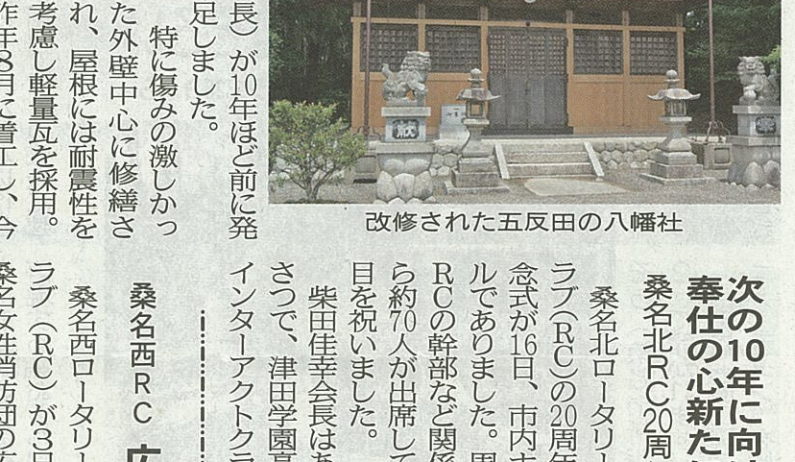 長）が10年ほど前に発
足しました。
特に傷みの激しかっ
た外壁中心に修繕さ
れ、屋根には耐震性を
考慮し軽量瓦を採用。
昨年8月に着工し、今
献
改修された五反田の八幡社
次の10年に向け
奉仕の心新たに
桑名北RC20周
桑名北ロータリー
ラブ（RC）の20周年
念式が16日、市内
ルでありました。
RCの幹部など関係
ら約70人が出席して
目を祝いました。
柴田佳幸会長はあ
さつで、津田学園高
インターアクトクラ
桑名西RC
桑名西ロータリー
ラブ（RC）が3日
桑名女性消防団の